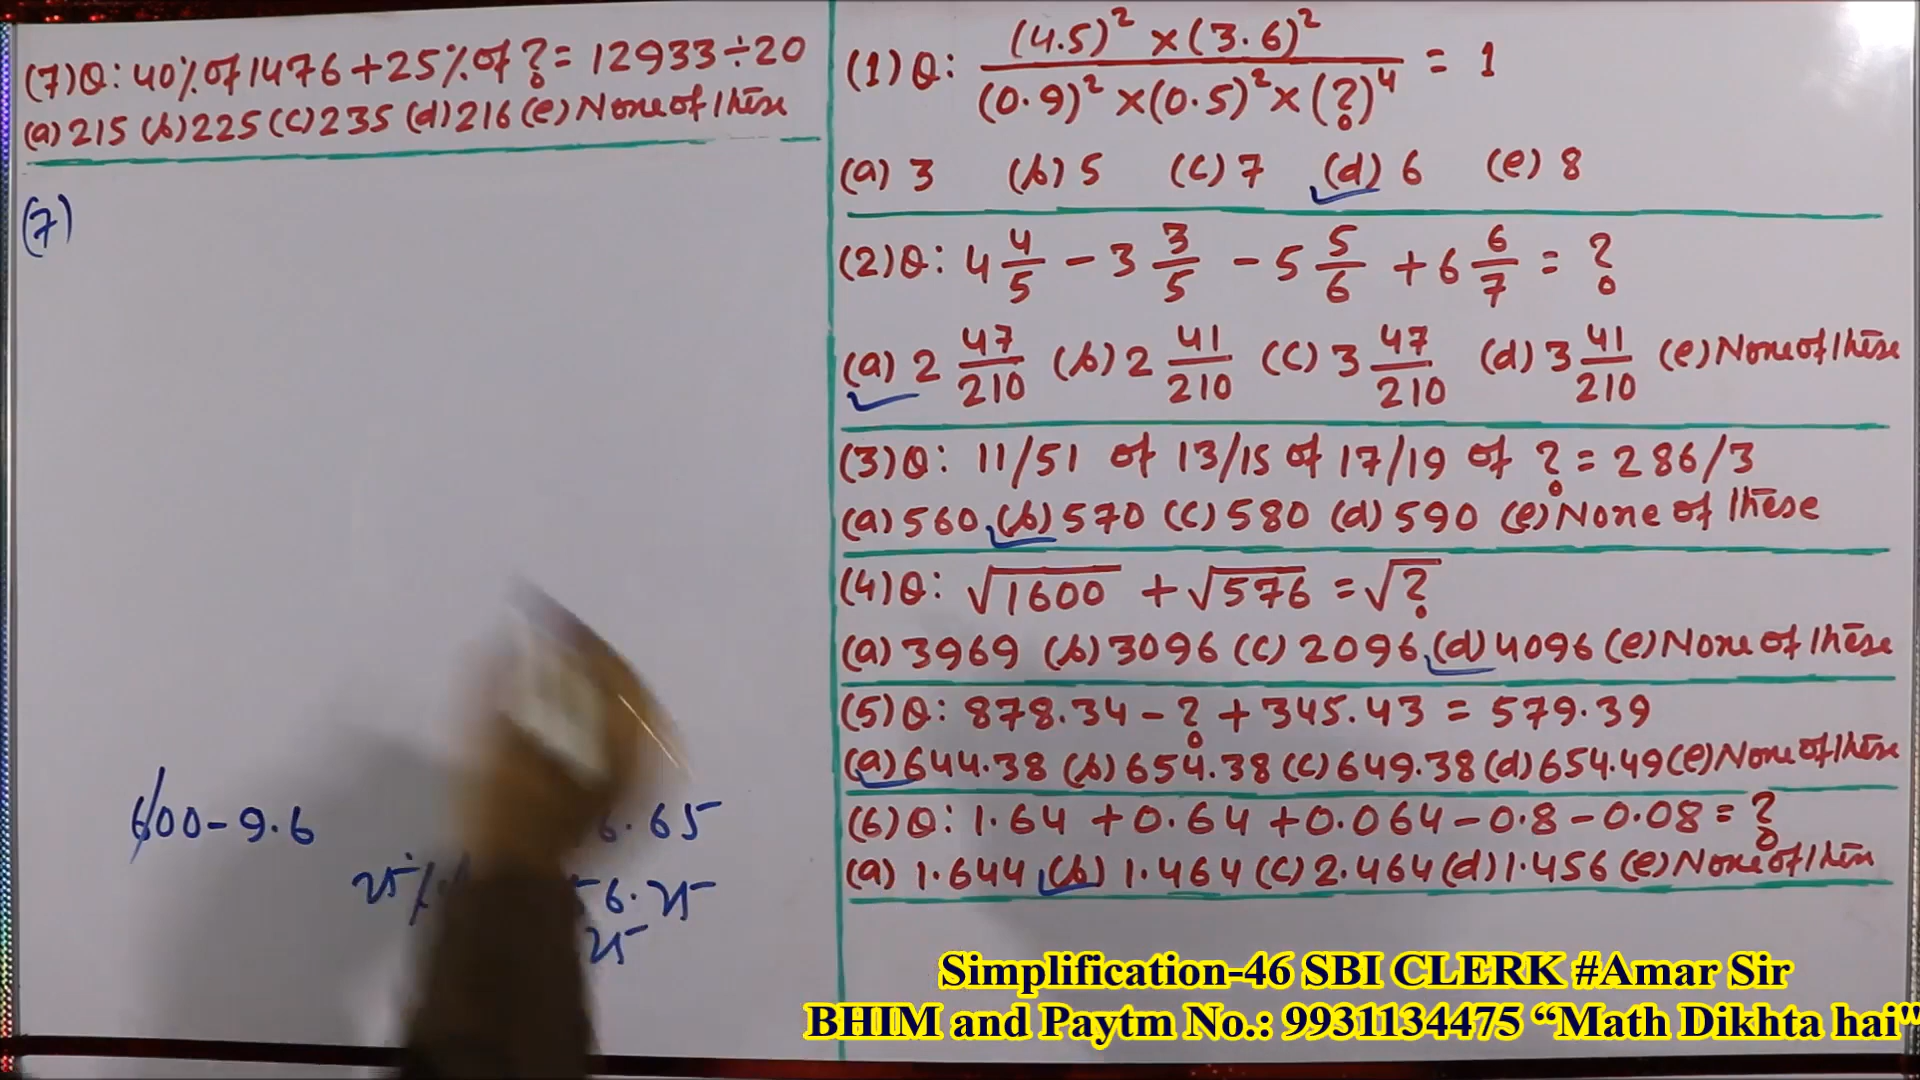 (7)Q: 40% of 1476 + 25% of ? = 12933 ÷ 20
(a) 215 (b) 225 (c) 235 (d) 216 (e) None of these
(7)
600 - 9.6
6.65
25%
56.25
25
(1)Q: (4.5)² × (3.6)² / (0.9)² × (0.5)² × (?)⁴ = 1
(a) 3 (b) 5 (c) 7 (d) 6 (e) 8
(2)Q: 4 4/5 - 3 3/5 - 5 5/6 + 6 6/7 = ?
(a) 2 47/210 (b) 2 41/210 (c) 3 47/210 (d) 3 41/210 (e) None of these
(3)Q: 11/51 of 13/15 of 17/19 of ? = 286/3
(a) 560 (b) 570 (c) 580 (d) 590 (e) None of these
(4)Q: √1600 + √576 = √?
(a) 3969 (b) 3096 (c) 2096 (d) 4096 (e) None of these
(5)Q: 878.34 - ? + 345.43 = 579.39
(a) 644.38 (b) 654.38 (c) 649.38 (d) 654.49 (e) None of these
(6)Q: 1.64 + 0.64 + 0.064 - 0.8 - 0.08 = ?
(a) 1.644 (b) 1.464 (c) 2.464 (d) 1.456 (e) None of these
Simplification-46 SBI CLERK #Amar Sir
BHIM and Paytm No.: 9931134475 “Math Dikhta hai"